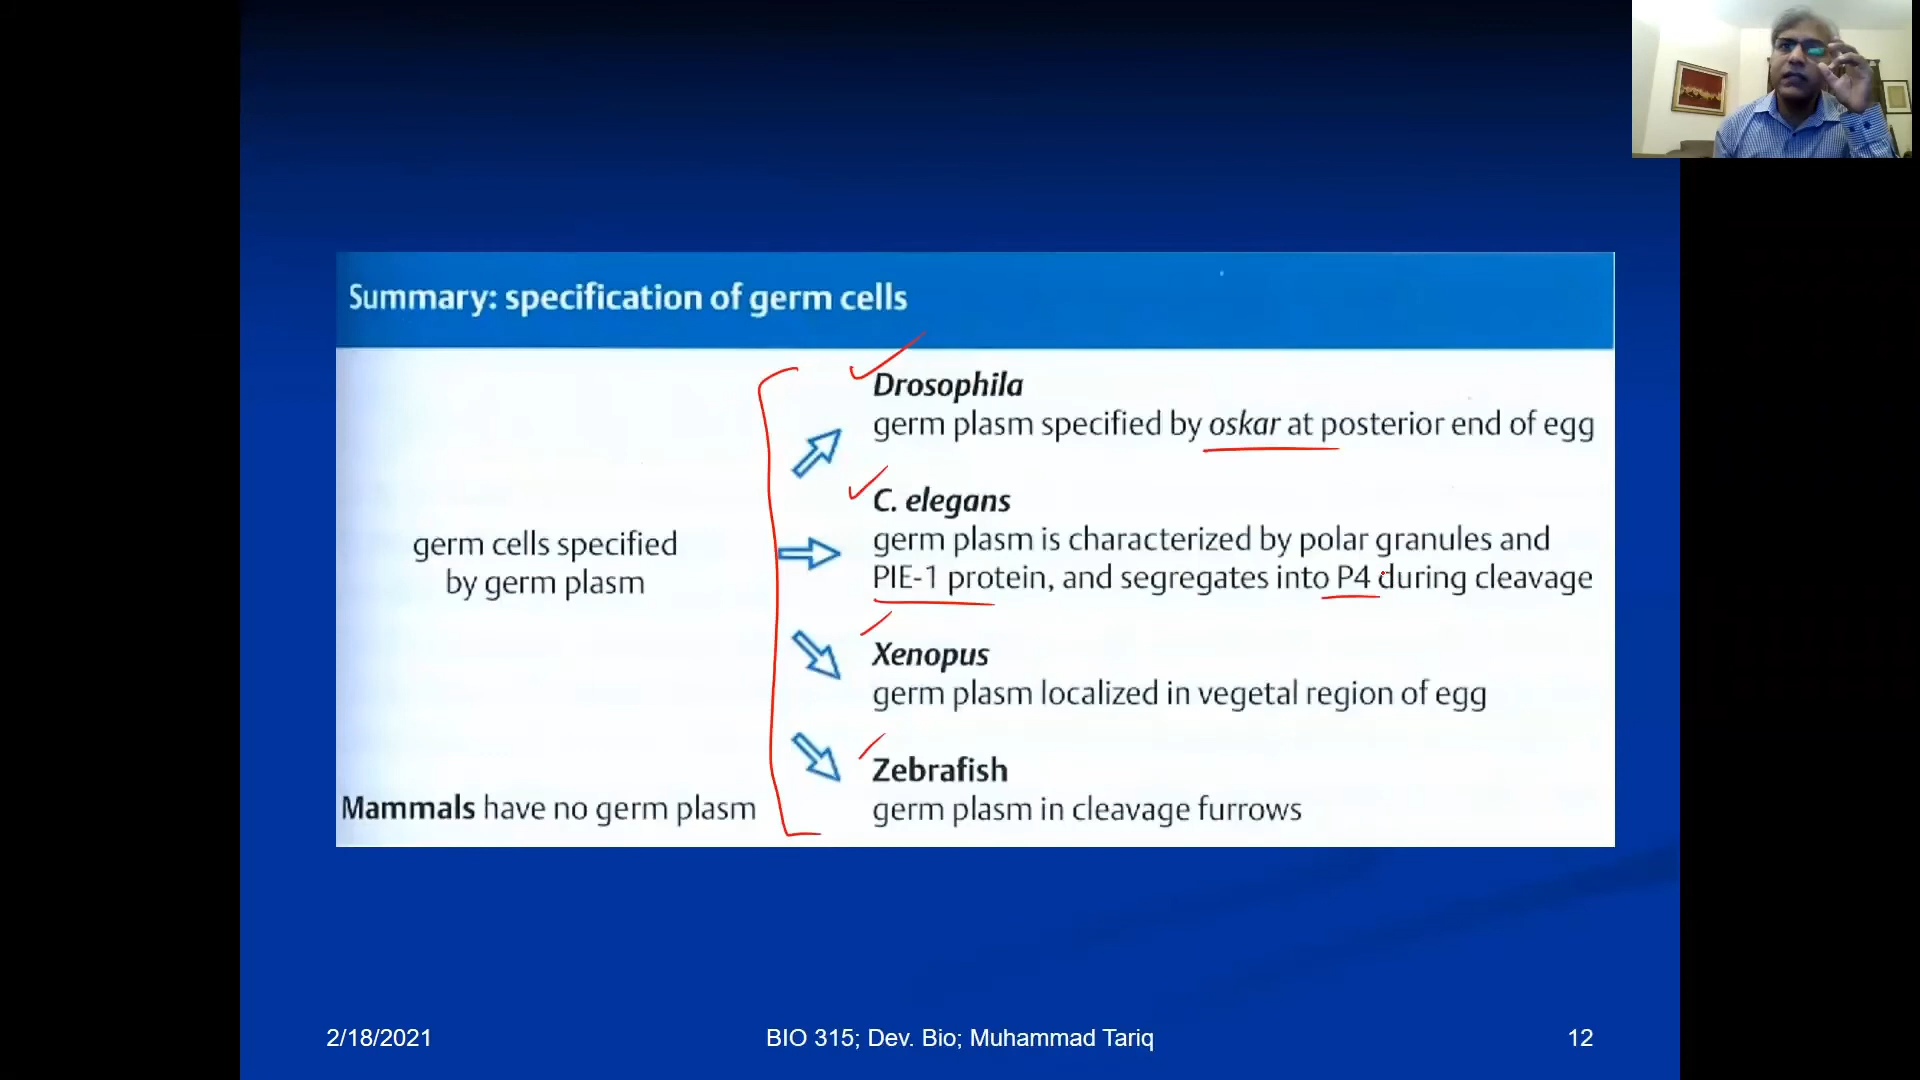 Summary: specification of germ cells
germ cells specified
by germ plasm
Mammals have no germ plasm
Drosophila
germ plasm specified by oskar at posterior end of egg
C. elegans
germ plasm is characterized by polar granules and
PIE-1 protein, and segregates into P4 during cleavage
Xenopus
germ plasm localized in vegetal region of egg
Zebrafish
germ plasm in cleavage furrows
2/18/2021
BIO 315; Dev. Bio; Muhammad Tariq
12